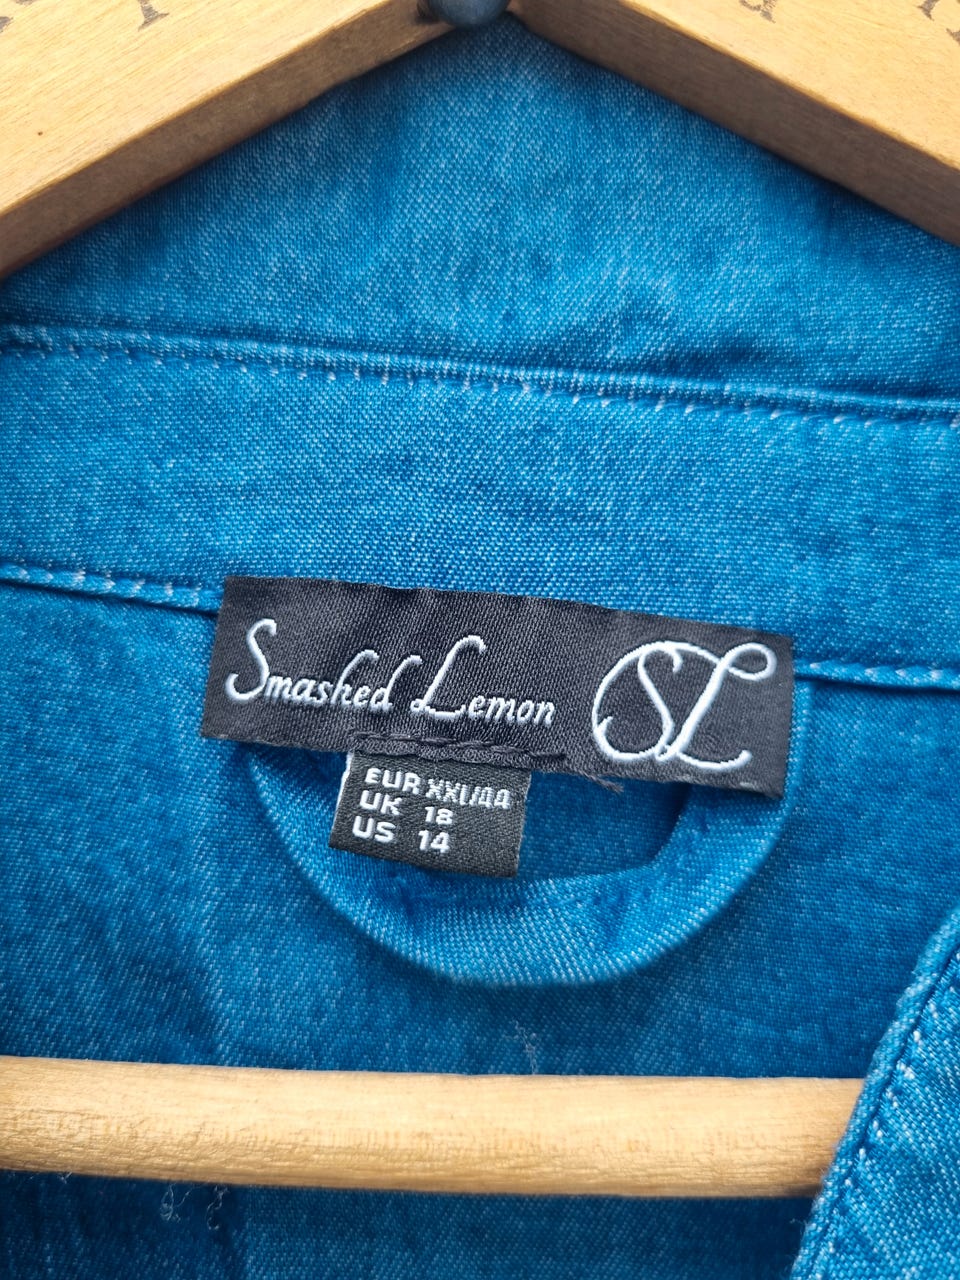 Smashed Lemon SL
EUR XXL/44
UK 18
US 14